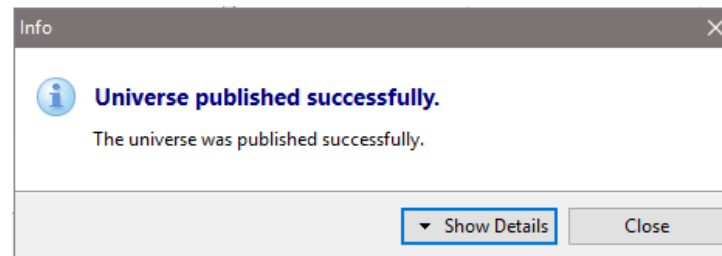 Info
Universe published successfully.
The universe was published successfully.
Show Details
Close